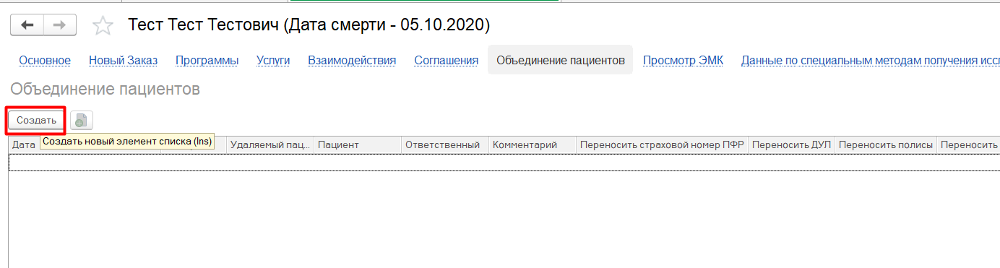 Тест Тест Тестович (Дата смерти - 05.10.2020)
Основное Новый Заказ Программы Услуги Взаимодействия Соглашения Объединение пациентов Просмотр ЭМК Данные по специальным методам получения иссл
Объединение пациентов
Создать
Создать новый элемент списка (Ins)
Дата Удаляемый пац... Пациент Ответственный Комментарий Переносить страховой номер ПФР Переносить ДУЛ Переносить полисы Переносить